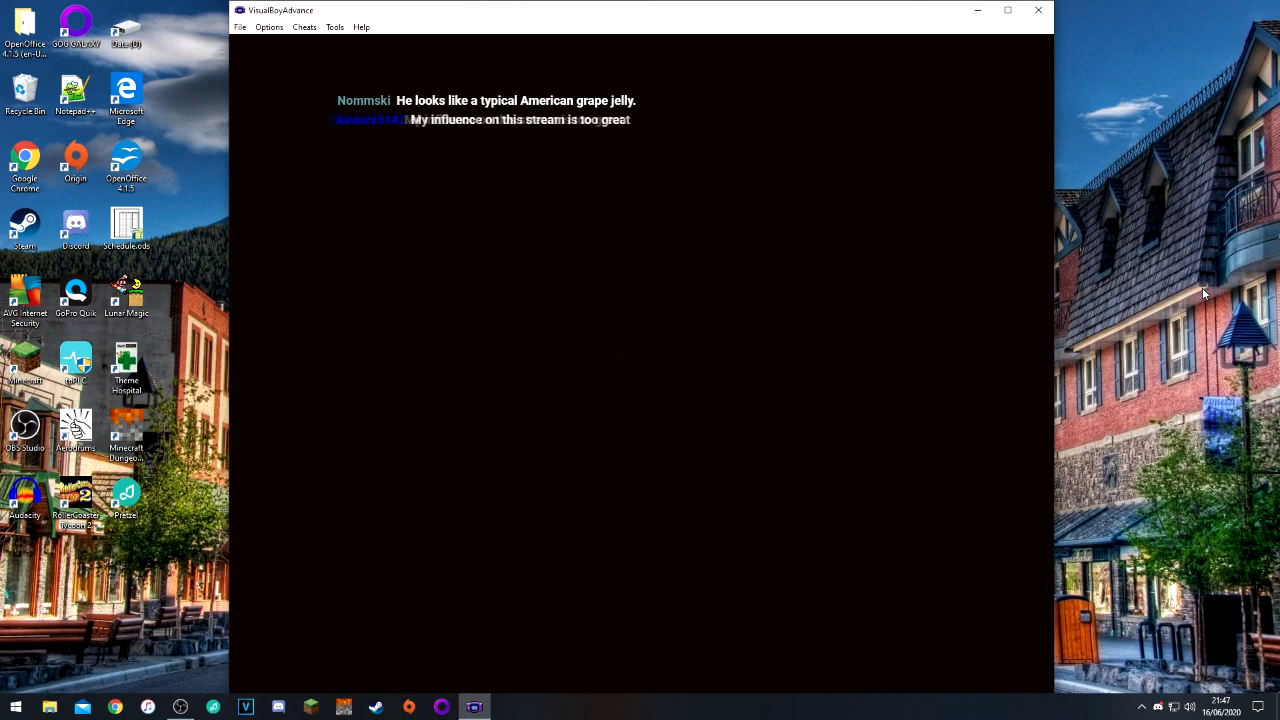 VisualBoyAdvance
File Options Cheats Tools Help
Nommski He looks like a typical American grape jelly.
My influence on this stream is too great
OpenOffice 4.1.5 (en-U...
GOG GALAXY
Data (D)
Recycle Bin
Notepad++
Microsoft Edge
Google Chrome
Origin
OpenOffice 4.1.5
Steam
Discord
Schedule.ods
AVG Internet Security
GoPro Quik
Lunar Magic
Minecraft
Theme Hospital
OBS Studio
Aerodrums
Minecraft Dungeo...
Audacity
RollerCoaster Tycoon 2
Pretzel
21:47
16/06/2020